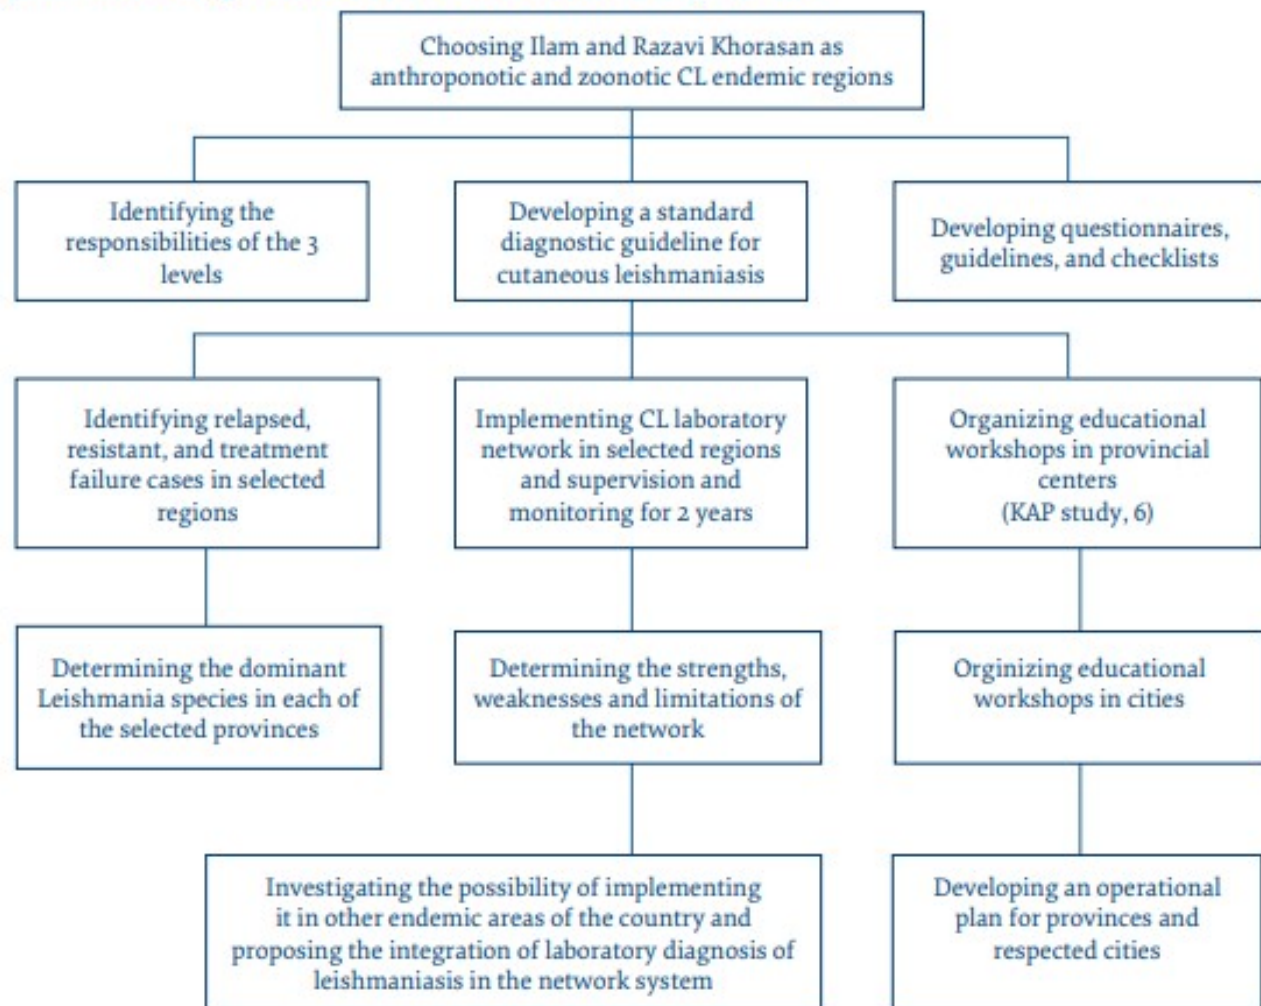 Choosing Ilam and Razavi Khorasan as
anthroponotic and zoonotic CL endemic regions
Identifying the
responsibilities of the 3
levels
Developing a standard
diagnostic guideline for
cutaneous leishmaniasis
Developing questionnaires,
guidelines, and checklists
Identifying relapsed,
resistant, and treatment
failure cases in selected
regions
Implementing CL laboratry
network in selected regions
and supervision and
monitoring for 2 years
Organizing educational
workshops in provincial
centers
(KAP study, 6)
Determining the dominant
Leishmania species in each of
the selected provinces
Determining the strengths,
weaknesses and limitations of
the network
Orginizing educational
workshops in cities
Investigating the possibility of implementing
it in other endemic areas of the country and
proposing the integration of laboratory diagnosis of
leishmaniasis in the network system
Developing an operational
plan for provinces and
respected cities